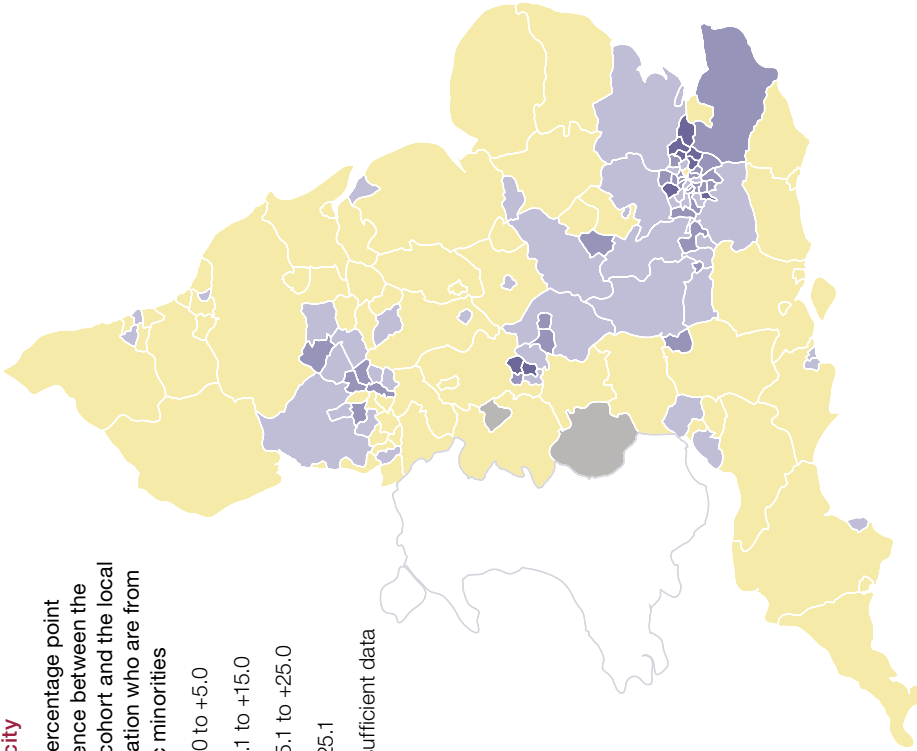 city
ercentage point
ence between the
cohort and the local
ation who are from
c minorities
0 to +5.0
.1 to +15.0
5.1 to +25.0
25.1
sufficient data